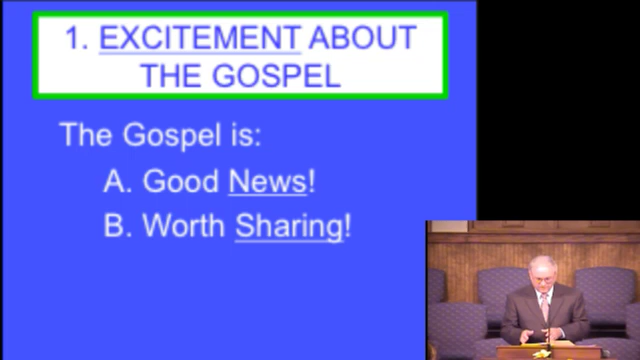 1. EXCITEMENT ABOUT
THE GOSPEL
The Gospel is:
A. Good News!
B. Worth Sharing!